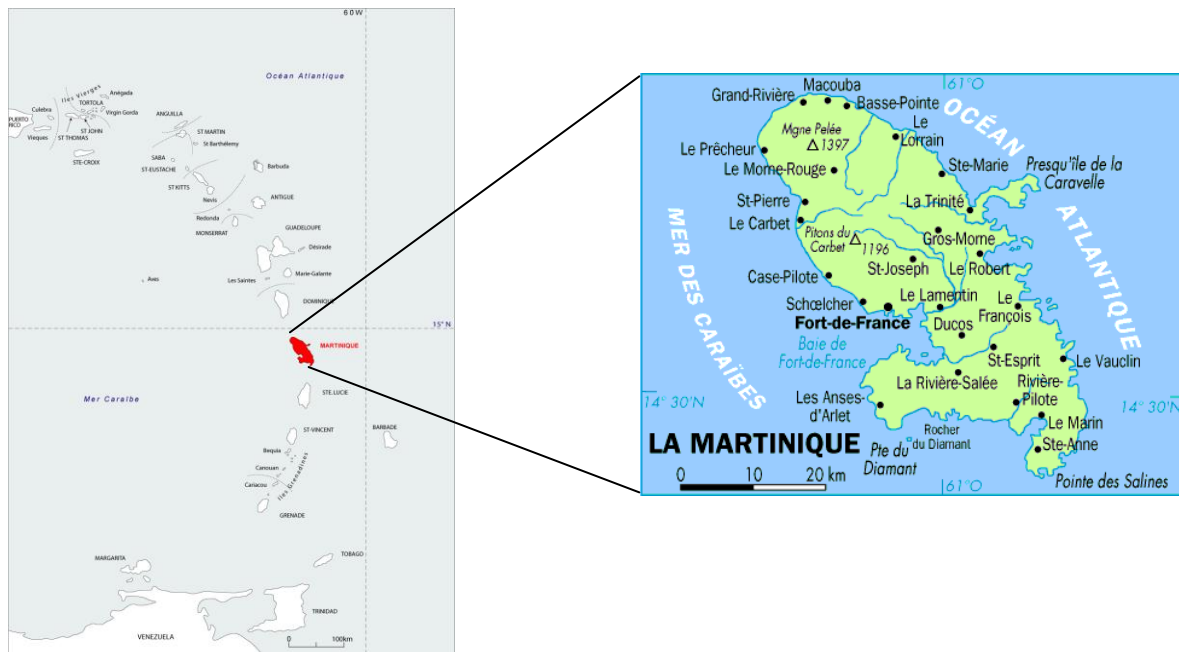 60 W
Océan Atlantique
Iles Vierges
Anégada
Culebra
TORTOLA
Virgin Gorda
PUERTO
RICO
ST JOHN
Vieques
ST THOMAS
STE-CROIX
ANGUILLA
ST MARTIN
St Barthélemy
SABA
ST-EUSTACHE
ST KITTS
Nevis
Barbuda
ANTIGUE
Redonda
MONSERRAT
GUADELOUPE
Désirade
Aves
Les Saintes
Marie-Galante
DOMINIQUE
15° N
MARTINIQUE
STE. LUCIE
Mer Caraïbe
ST-VINCENT
BARBADE
Bequia
Canouan
Iles Grenadines
Cariacou
GRENADE
MARGARITA
TOBAGO
TRINIDAD
VENEZUELA
0 100km
61°O
Macouba
Grand-Rivière
Basse-Pointe
OCÉAN
ATLANTIQUE
Mgne Pelée
1397
Le
Lorrain
Le Prêcheur
Le Morne-Rouge
Ste-Marie
Presqu'île de la
Caravelle
St-Pierre
La Trinité
Le Carbet
MER DES CARAÏBES
Pitons du
Carbet
1196
Gros-Morne
St-Joseph
Le Robert
Case-Pilote
Schœlcher
Le Lamentin
Le
François
Fort-de-France
Ducos
Baie de
Fort-de-France
St-Esprit
Le Vauclin
La Rivière-Salée
Rivière-
Pilote
14° 30'N
Les Anses-
d'Arlet
14° 30'N
Le Marin
Rocher
du Diamant
LA MARTINIQUE
Ste-Anne
Pte du
Diamant
0 10 20 km
61°O
Pointe des Salines